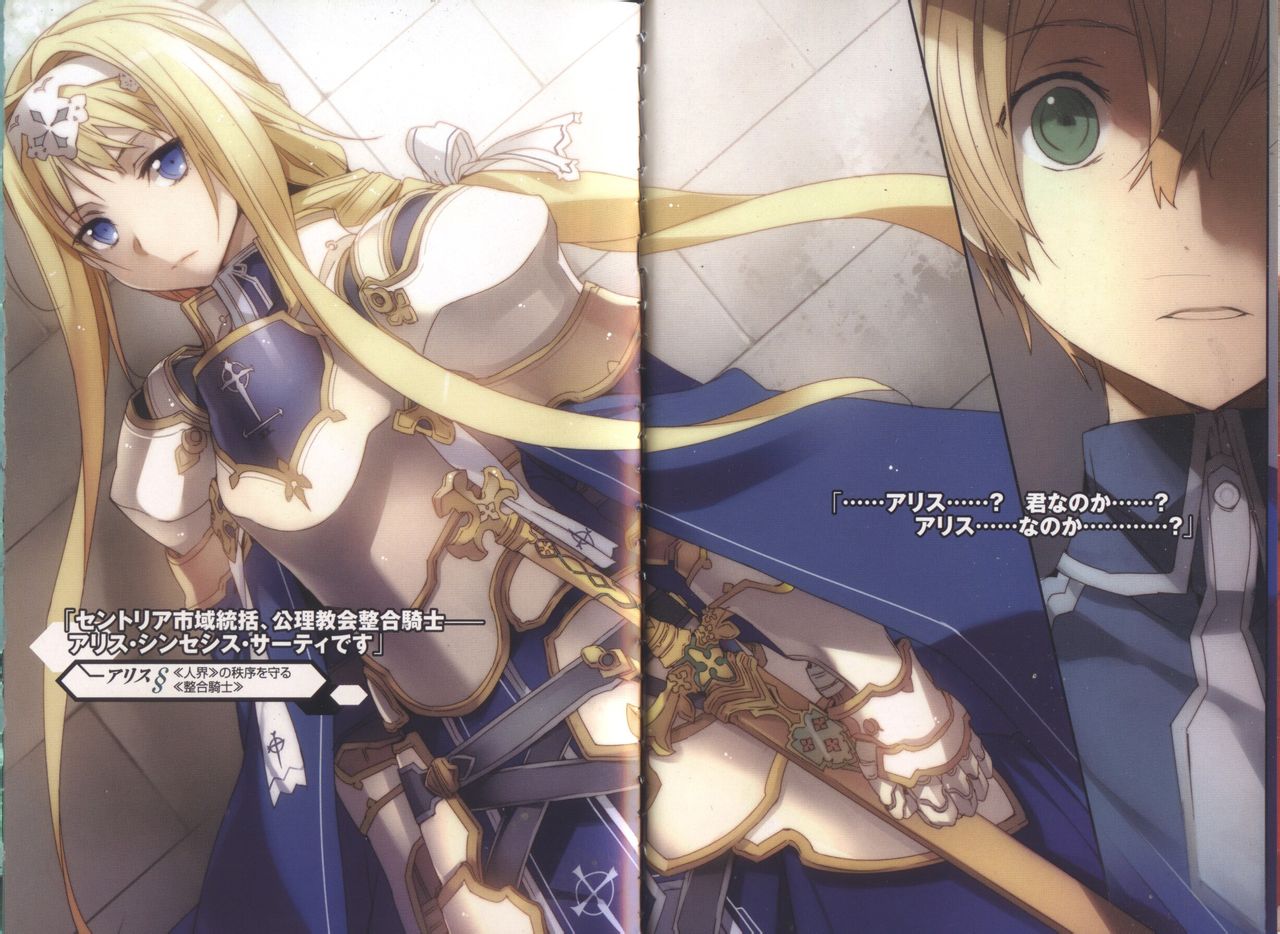 「……アリス……?　君なのか……?
アリス……なのか…………?」
「セントリア市域統括、公理教会整合騎士──
アリス・シンセシス・サーティです」
アリス§
≪人界≫の秩序を守る
≪整合騎士≫